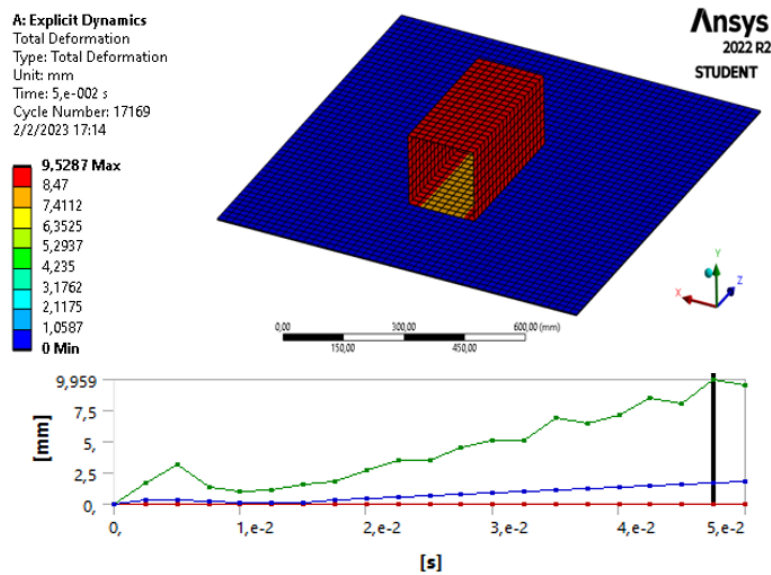 A: Explicit Dynamics
Total Deformation
Type: Total Deformation
Unit: mm
Time: 5,e-002 s
Cycle Number: 17169
2/2/2023 17:14
Ansys
2022 R2
STUDENT
9,5287 Max
8,47
7,4112
6,3525
5,2937
4,235
3,1762
2,1175
1,0587
0 Min
Y
X
Z
0,00 300,00 600,00 (mm)
150,00 450,00
9,959
7,5
5,
2,5
0,
[mm]
0, 1,e-2 2,e-2 3,e-2 4,e-2 5,e-2
[s]